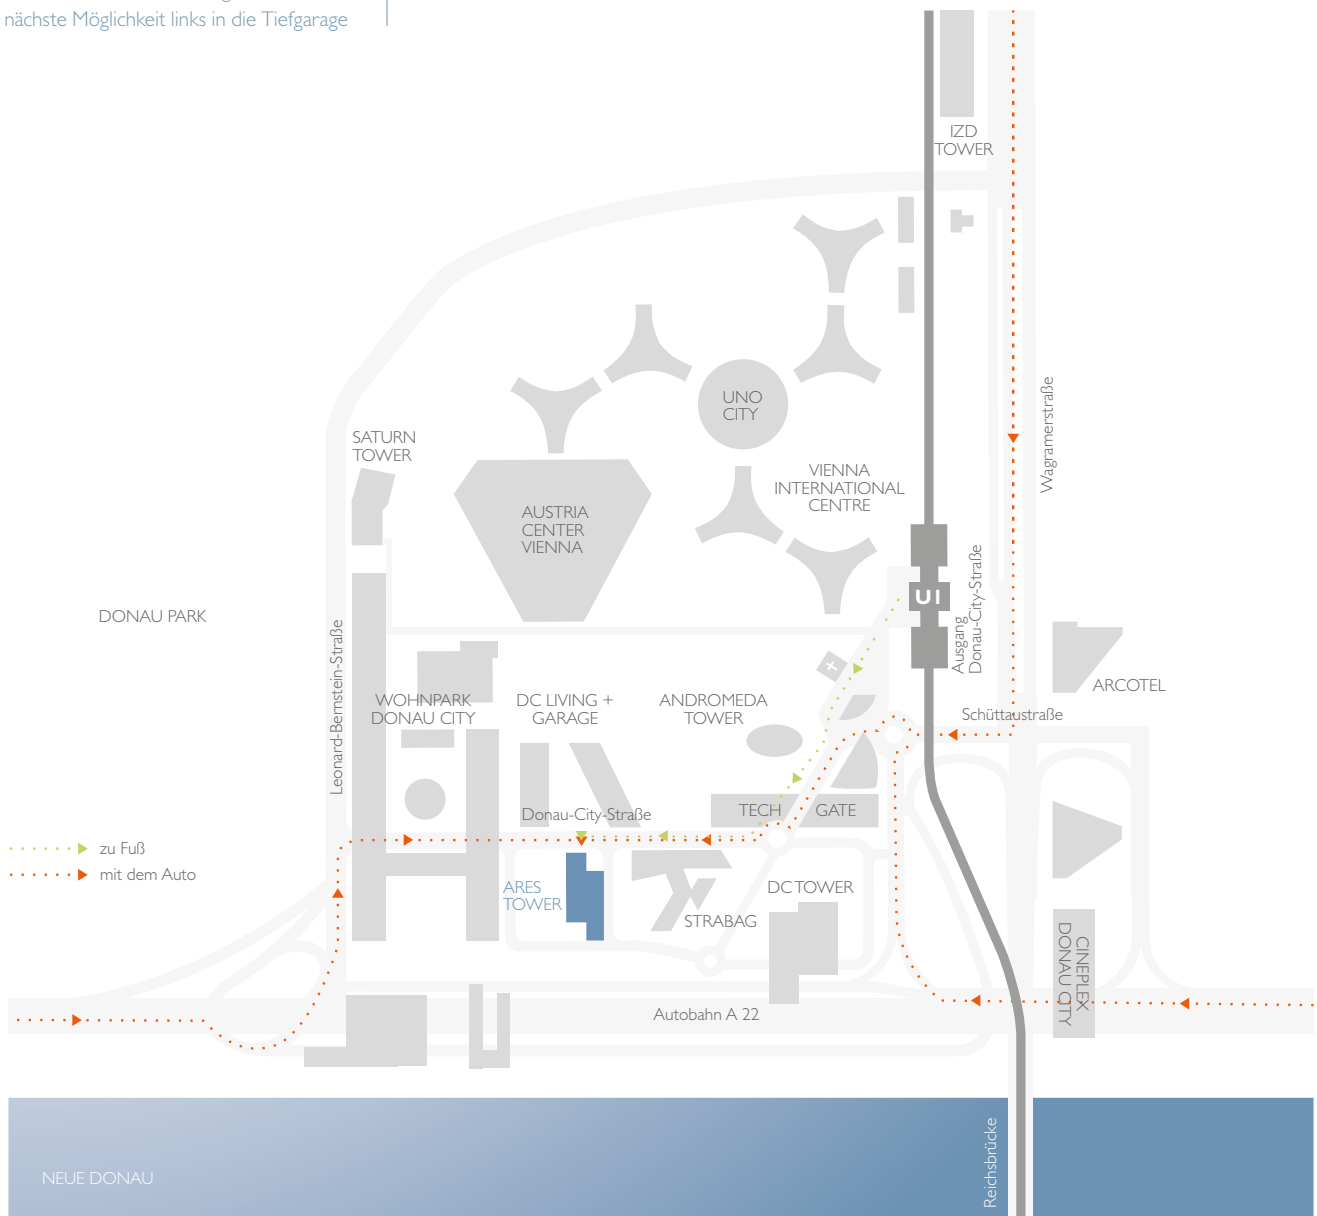 nächste Möglichkeit links in die Tiefgarage
IZD
TOWER
UNO
CITY
Wagramerstraße
SATURN
TOWER
VIENNA
INTERNATIONAL
CENTRE
AUSTRIA
CENTER
VIENNA
U1
Ausgang
Donau-City-Straße
DONAU PARK
Leonard-Bernstein-Straße
ARCOTEL
WOHNPARK
DONAU CITY
DC LIVING +
GARAGE
ANDROMEDA
TOWER
Schüttaustraße
TECH GATE
Donau-City-Straße
zu Fuß
mit dem Auto
ARES
TOWER
DC TOWER
STRABAG
CINEPLEX
DONAU CITY
Autobahn A 22
Reichsbrücke
NEUE DONAU